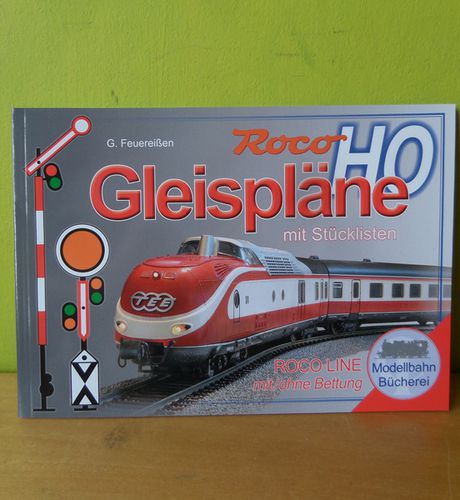 G. Feuereißen
Roco HO
Gleispläne
mit Stücklisten
TEE
ROCO LINE
mit/ohne Bettung
Modellbahn
Bücherei